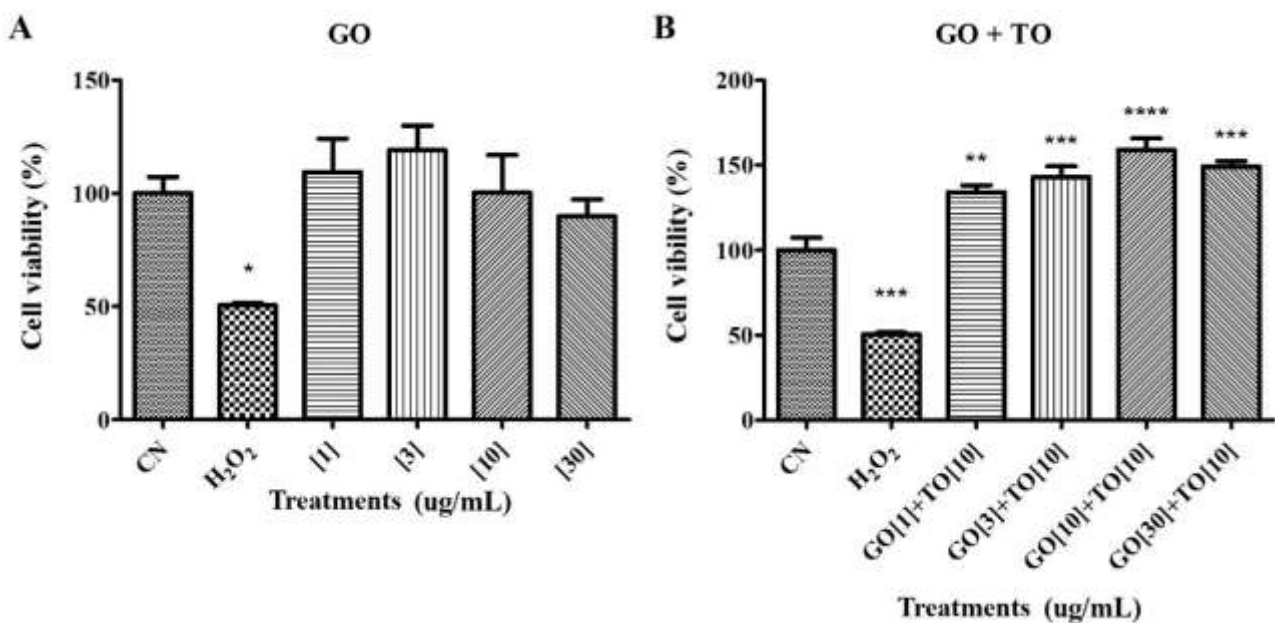 A
GO
150
100
50
0
Cell viability (%)
*
CN
H₂O₂
[1]
[3]
[10]
[30]
Treatments (ug/mL)
B
GO + TO
200
150
100
50
0
Cell vibility (%)
***
**
***
****
***
CN
H₂O₂
GO[1]+TO[10]
GO[3]+TO[10]
GO[10]+TO[10]
GO[30]+TO[10]
Treatments (ug/mL)